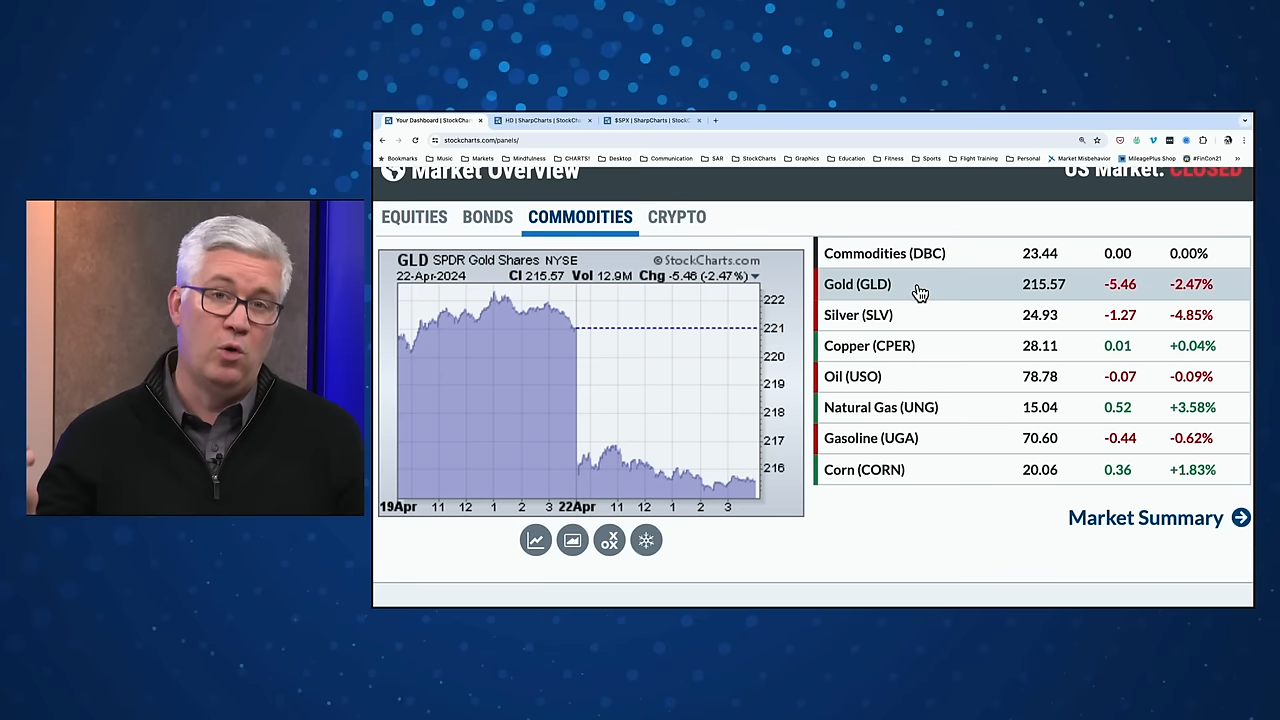 Your Dashboard | StockChar
HD | SharpCharts | StockCha
$SPX | SharpCharts | StockC
stockcharts.com/panels/
Bookmarks Music Markets Mindfulness CHARTS! Desktop Communication SAR StockCharts Graphics Education Fitness Sports Flight Training Personal Market Misbehavior MileagePlus Shop #FinCon21 »
Market Overview
US Market: CLOSED
EQUITIES BONDS COMMODITIES CRYPTO
GLD SPDR Gold Shares NYSE © StockCharts.com
22-Apr-2024 Cl 215.57 Vol 12.9M Chg -5.46 (-2.47%)
222
221
220
219
218
217
216
19Apr 11 12 1 2 3 22Apr 11 12 1 2 3
Commodities (DBC) 23.44 0.00 0.00%
Gold (GLD) 215.57 -5.46 -2.47%
Silver (SLV) 24.93 -1.27 -4.85%
Copper (CPER) 28.11 0.01 +0.04%
Oil (USO) 78.78 -0.07 -0.09%
Natural Gas (UNG) 15.04 0.52 +3.58%
Gasoline (UGA) 70.60 -0.44 -0.62%
Corn (CORN) 20.06 0.36 +1.83%
Market Summary